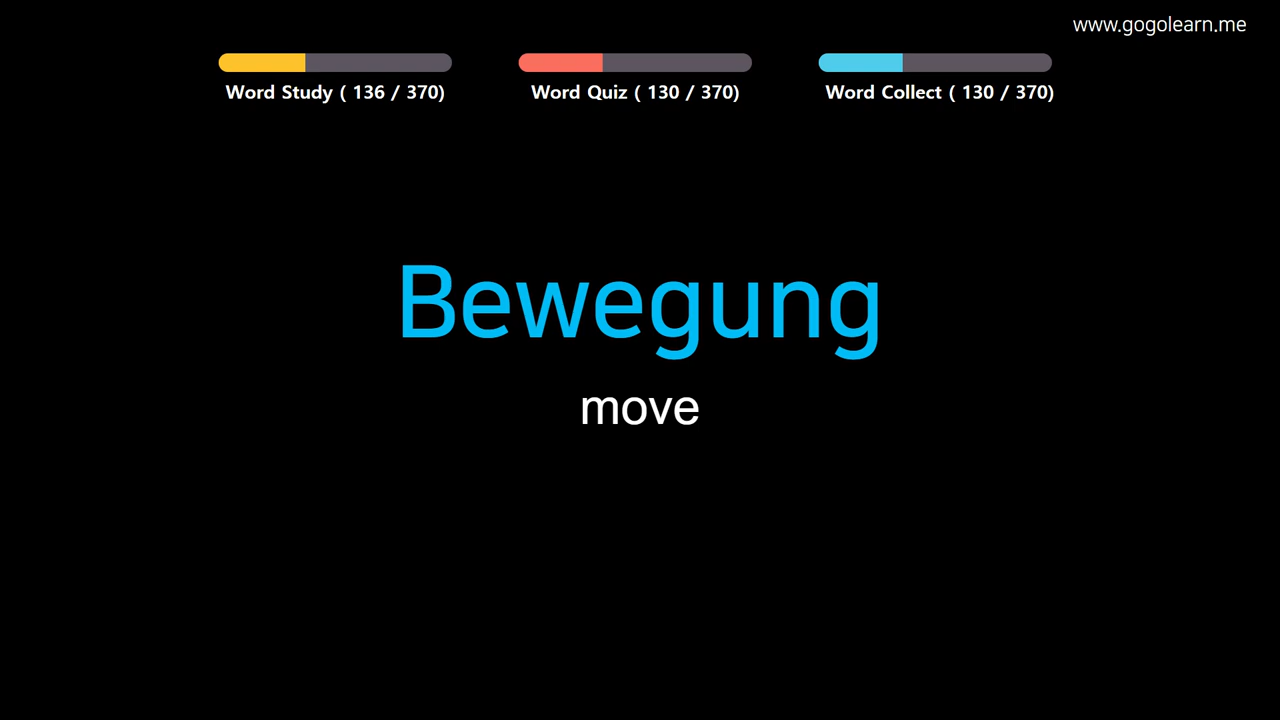 www.gogolearn.me
Word Study ( 136 / 370)
Word Quiz ( 130 / 370)
Word Collect ( 130 / 370)
Bewegung
move